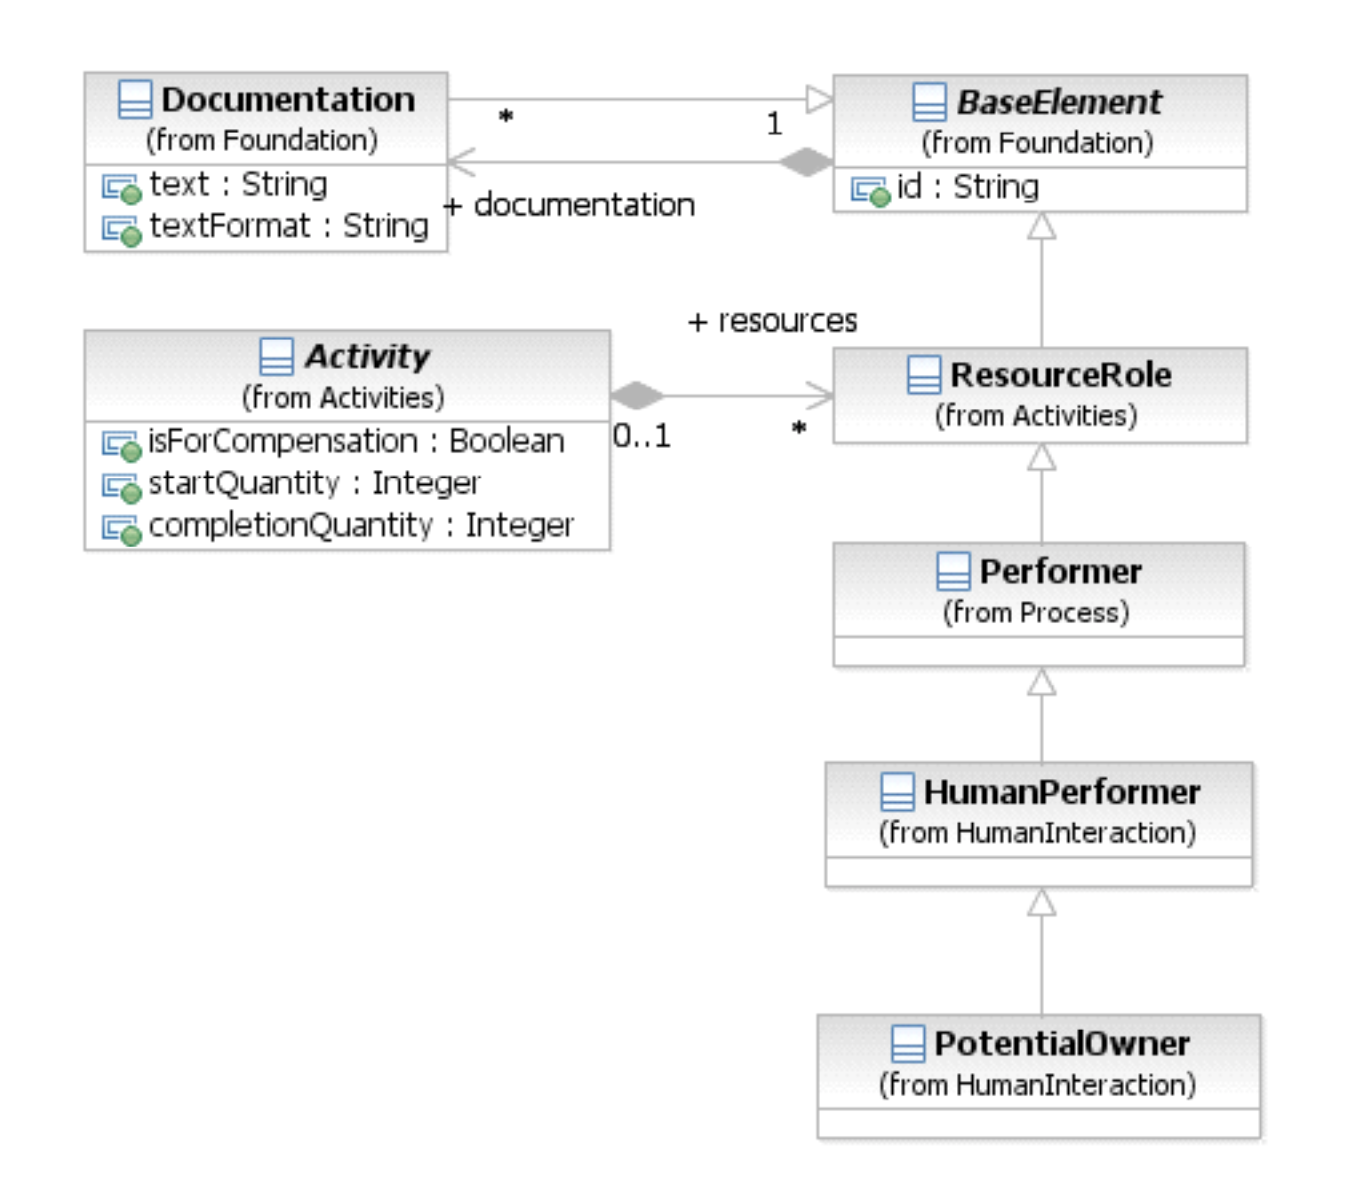 Documentation
(from Foundation)
text : String
textFormat : String
*
1
+ documentation
BaseElement
(from Foundation)
id : String
Activity
(from Activities)
isForCompensation : Boolean
startQuantity : Integer
completionQuantity : Integer
+ resources
0..1
*
ResourceRole
(from Activities)
Performer
(from Process)
HumanPerformer
(from HumanInteraction)
PotentialOwner
(from HumanInteraction)